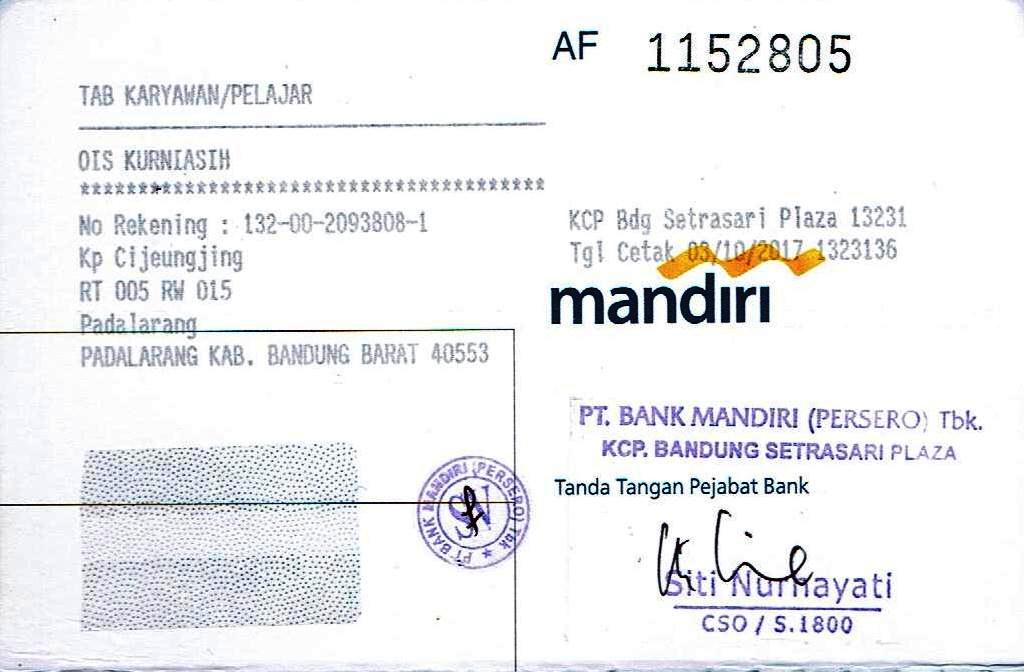 AF 1152805
TAB KARYAWAN/PELAJAR
OIS KURNIASIH
****************************************
No Rekening : 132-00-2093808-1
Kp Cijeungjing
RT 005 RW 015
Padalarang
PADALARANG KAB. BANDUNG BARAT 40553
KCP Bdg Setrasari Plaza 13231
Tgl Cetak 03/10/2017 1323136
mandırı
PT. BANK MANDIRI (PERSERO) Tbk.
KCP. BANDUNG SETRASARI PLAZA
Tanda Tangan Pejabat Bank
PT BANK MANDIRI (PERSERO) Tbk
Siti Nurhayati
CSO / S.1800